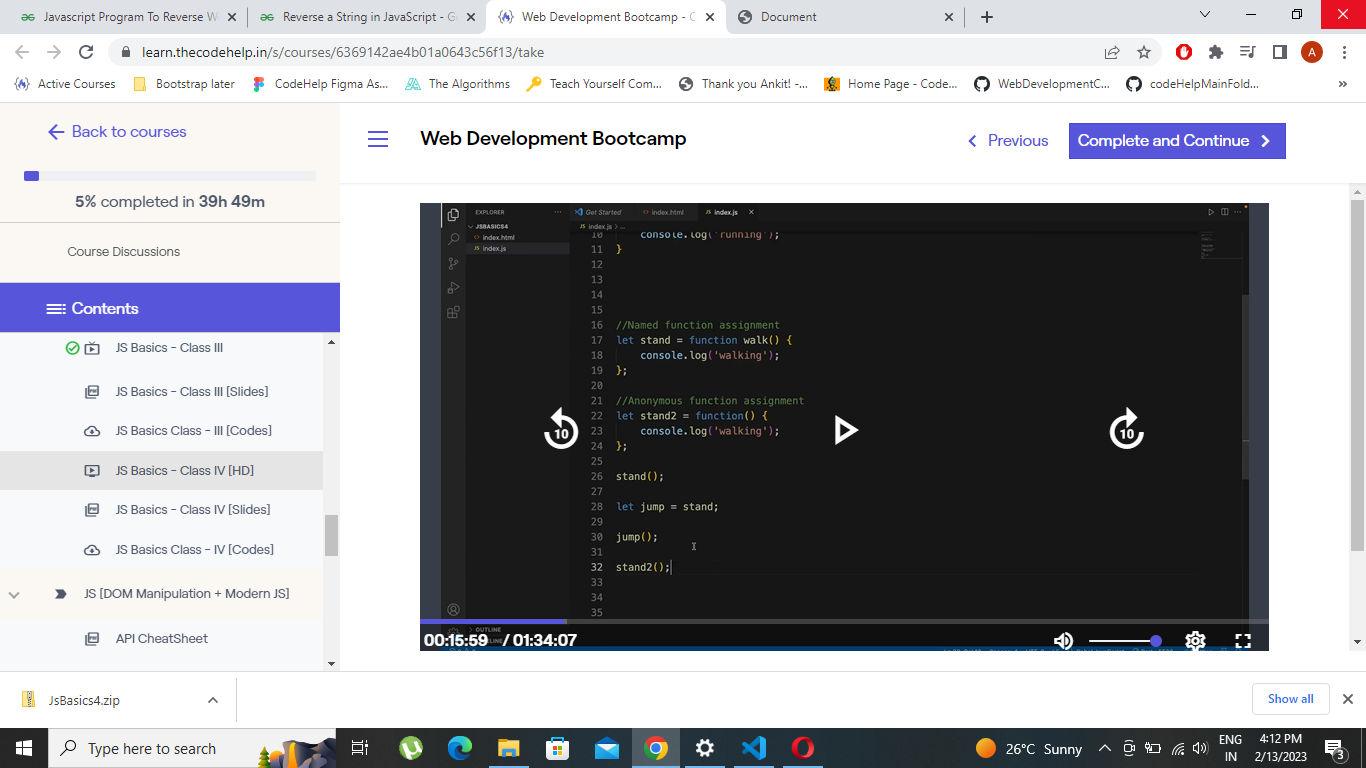 Javascript Program To Reverse W
Reverse a String in JavaScript - G
Web Development Bootcamp - C
Document
learn.thecodehelp.in/s/courses/6369142ae4b01a0643c56f13/take
A
Active Courses
Bootstrap later
CodeHelp Figma As...
The Algorithms
Teach Yourself Com...
Thank you Ankit! -...
Home Page - Code...
WebDevelopmentC...
codeHelpMainFold...
»
Back to courses
5% completed in 39h 49m
Course Discussions
Contents
JS Basics - Class III
JS Basics - Class III [Slides]
JS Basics Class - III [Codes]
JS Basics - Class IV [HD]
JS Basics - Class IV [Slides]
JS Basics Class - IV [Codes]
JS [DOM Manipulation + Modern JS]
API CheatSheet
Web Development Bootcamp
Previous
Complete and Continue
EXPLORER
JSBASICS4
index.html
JS index.js
Get Started
index.html
JS index.js
JS index.js > ...
10 console.log('running');
11 }
12
13
14
15
16 //Named function assignment
17 let stand = function walk() {
18 console.log('walking');
19 };
20
21 //Anonymous function assignment
22 let stand2 = function() {
23 console.log('walking');
24 };
25
26 stand();
27
28 let jump = stand;
29
30 jump();
31
32 stand2();
33
34
35
10
10
OUTLINE
00:15:59 / 01:34:07
JsBasics4.zip
Show all
Type here to search
26°C Sunny
ENG
IN
4:12 PM
2/13/2023
3